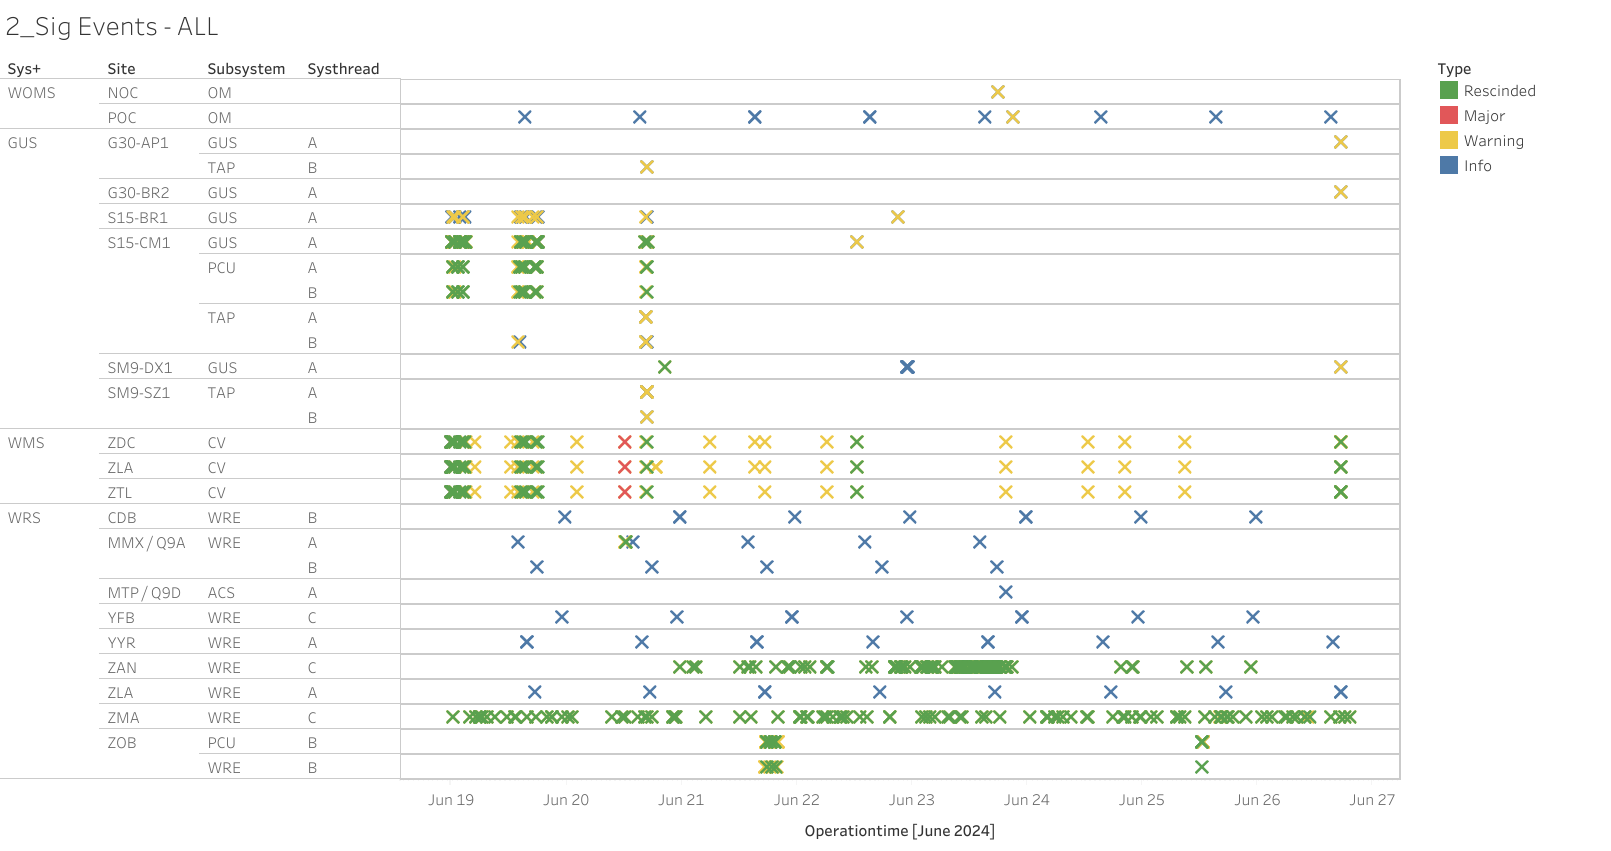 2_Sig Events - ALL
Sys+ Site Subsystem Systhread
WOMS NOC OM
POC OM
GUS G30-AP1 GUS A
TAP B
G30-BR2 GUS A
S15-BR1 GUS A
S15-CM1 GUS A
PCU A
B
TAP A
B
SM9-DX1 GUS A
SM9-SZ1 TAP A
B
WMS ZDC CV
ZLA CV
ZTL CV
WRS CDB WRE B
MMX / Q9A WRE A
B
MTP / Q9D ACS A
YFB WRE C
YYR WRE A
ZAN WRE C
ZLA WRE A
ZMA WRE C
ZOB PCU B
WRE B
Jun 19 Jun 20 Jun 21 Jun 22 Jun 23 Jun 24 Jun 25 Jun 26 Jun 27
Operationtime [June 2024]
Type
Rescinded
Major
Warning
Info